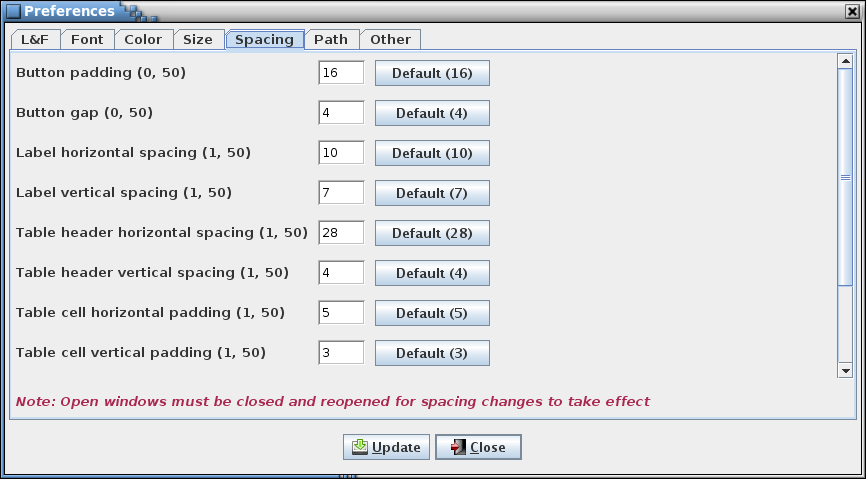 Preferences
L&F Font Color Size Spacing Path Other
Button padding (0, 50) 16 Default (16)
Button gap (0, 50) 4 Default (4)
Label horizontal spacing (1, 50) 10 Default (10)
Label vertical spacing (1, 50) 7 Default (7)
Table header horizontal spacing (1, 50) 28 Default (28)
Table header vertical spacing (1, 50) 4 Default (4)
Table cell horizontal padding (1, 50) 5 Default (5)
Table cell vertical padding (1, 50) 3 Default (3)
Note: Open windows must be closed and reopened for spacing changes to take effect
Update Close